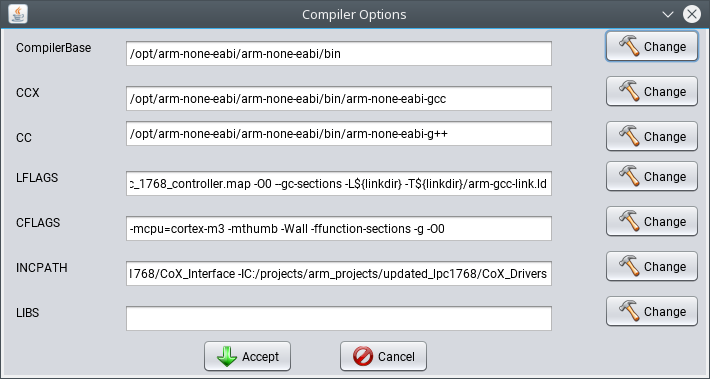 Compiler Options
CompilerBase /opt/arm-none-eabi/arm-none-eabi/bin Change
CCX /opt/arm-none-eabi/arm-none-eabi/bin/arm-none-eabi-gcc Change
CC /opt/arm-none-eabi/arm-none-eabi/bin/arm-none-eabi-g++ Change
LFLAGS c_1768_controller.map -O0 --gc-sections -L${linkdir} -T${linkdir}/arm-gcc-link.ld Change
CFLAGS -mcpu=cortex-m3 -mthumb -Wall -ffunction-sections -g -O0 Change
INCPATH 1768/CoX_Interface -IC:/projects/arm_projects/updated_lpc1768/CoX_Drivers Change
LIBS Change
Accept Cancel